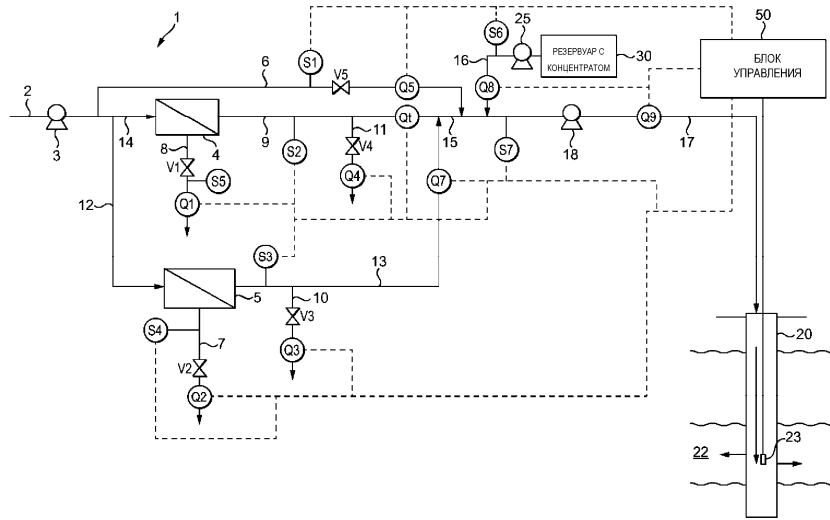 1
50
25
S6
S1
6
V5
16
РЕЗЕРВУАР С
КОНЦЕНТРАТОМ
30
БЛОК
УПРАВЛЕНИЯ
Q5
Q8
2
3
14
4
9
11
Qt
15
18
Q9
17
8
V1
S5
S2
V4
Q4
S7
Q1
Q7
12
S3
13
5
10
V3
S4
7
V2
Q3
Q2
20
22
23